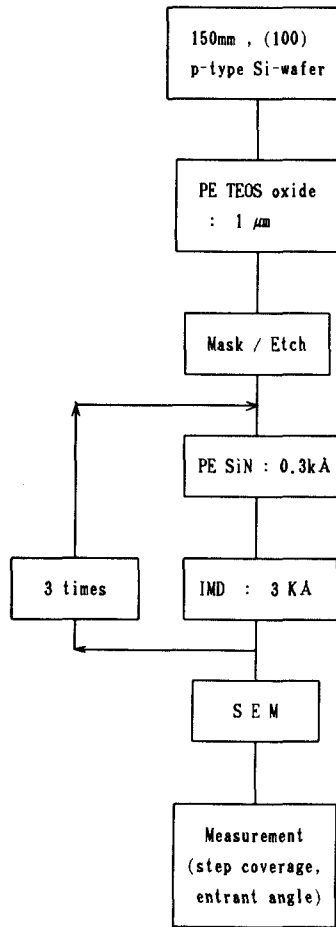 150mm , (100)
p-type Si-wafer
PE TEOS oxide
: 1 μm
Mask / Etch
PE SiN : 0.3kÅ
3 times
IMD : 3 KÅ
S E M
Measurement
(step coverage,
entrant angle)